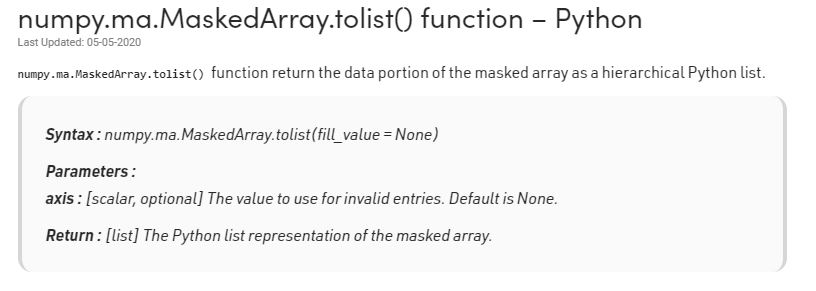 numpy.ma.MaskedArray.tolist() function – Python
Last Updated: 05-05-2020
numpy.ma.MaskedArray.tolist() function return the data portion of the masked array as a hierarchical Python list.
Syntax : numpy.ma.MaskedArray.tolist(fill_value = None)
Parameters :
axis : [scalar, optional] The value to use for invalid entries. Default is None.
Return : [list] The Python list representation of the masked array.